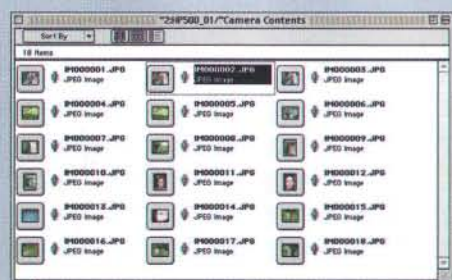 "2:HP500_01/"Camera Contents
Sort By
18 Items
IM000001.JPG IM000002.JPG IM000003.JPG
JPEG Image JPEG Image JPEG Image
IM000004.JPG IM000005.JPG IM000006.JPG
JPEG Image JPEG Image JPEG Image
IM000007.JPG IM000008.JPG IM000009.JPG
JPEG Image JPEG Image JPEG Image
IM000010.JPG IM000011.JPG IM000012.JPG
JPEG Image JPEG Image JPEG Image
IM000013.JPG IM000014.JPG IM000015.JPG
JPEG Image JPEG Image JPEG Image
IM000016.JPG IM000017.JPG IM000018.JPG
JPEG Image JPEG Image JPEG Image